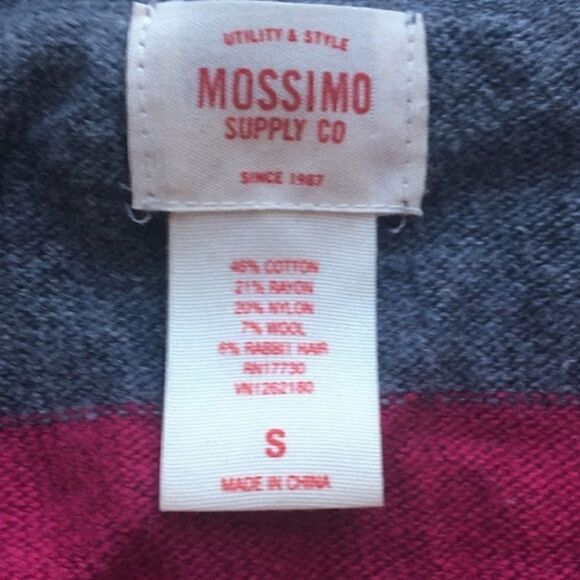 UTILITY & STYLE
MOSSIMO
SUPPLY CO
SINCE 1987
46% COTTON
21% RAYON
20% NYLON
7% WOOL
6% RABBIT HAIR
RN17730
VN1262180
S
MADE IN CHINA